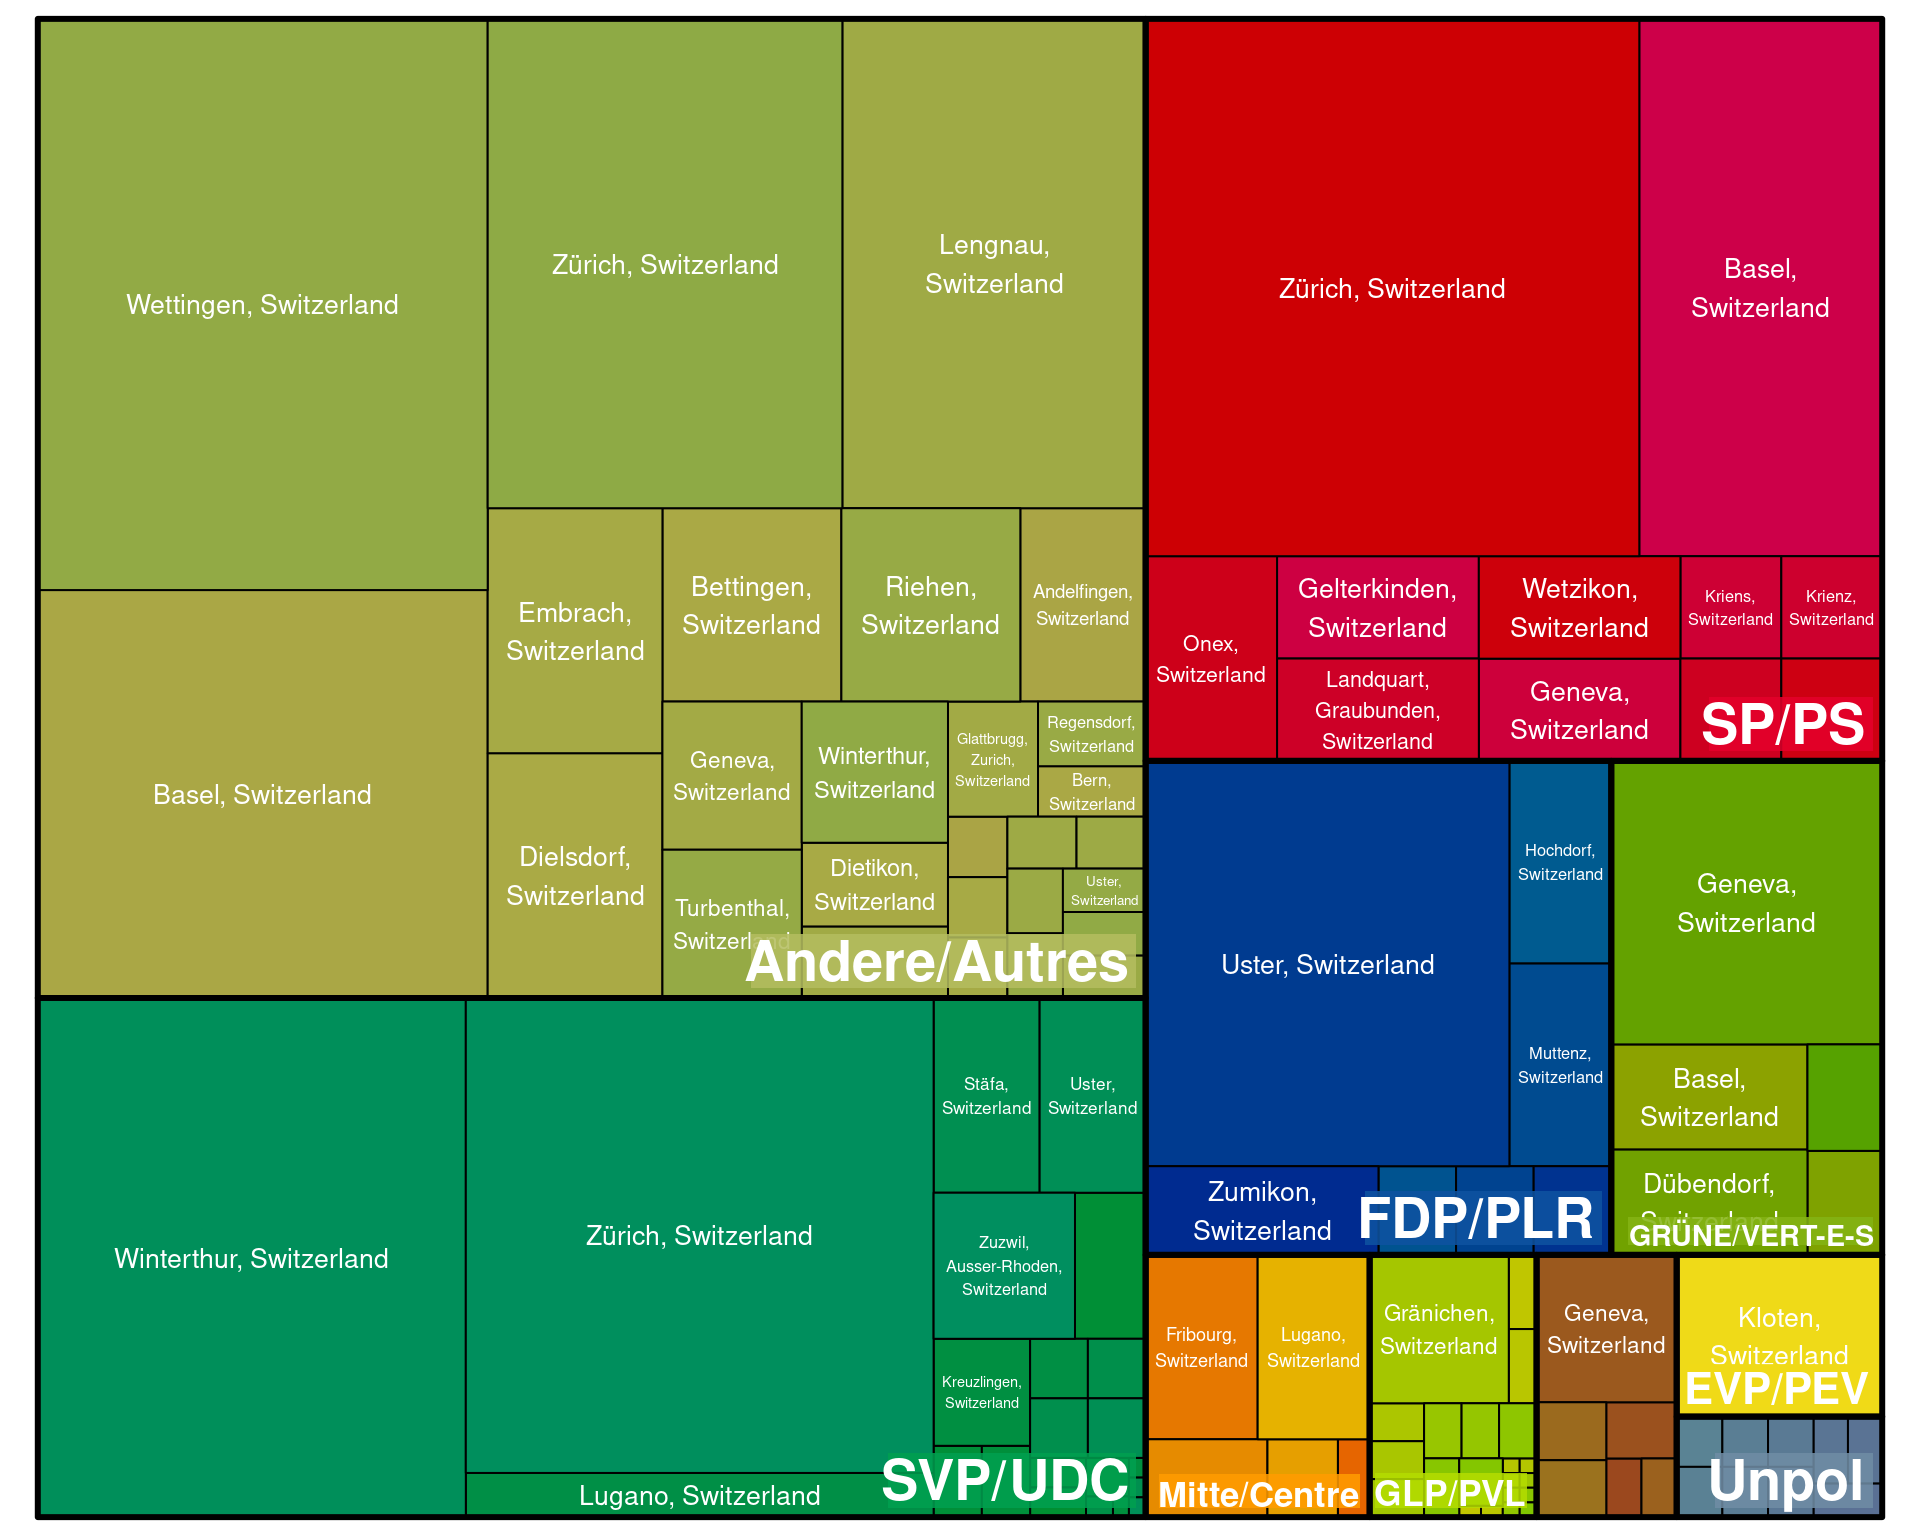 Wettingen, Switzerland
Zürich, Switzerland
Lengnau,
Switzerland
Basel, Switzerland
Embrach,
Switzerland
Bettingen,
Switzerland
Riehen,
Switzerland
Andelfingen,
Switzerland
Dielsdorf,
Switzerland
Geneva,
Switzerland
Winterthur,
Switzerland
Glattbrugg,
Zurich,
Switzerland
Regensdorf,
Switzerland
Bern,
Switzerland
Turbenthal,
Switzerland
Dietikon,
Switzerland
Uster,
Switzerland
Andere/Autres
Zürich, Switzerland
Basel,
Switzerland
Onex,
Switzerland
Gelterkinden,
Switzerland
Wetzikon,
Switzerland
Kriens,
Switzerland
Krienz,
Switzerland
Landquart,
Graubunden,
Switzerland
Geneva,
Switzerland
SP/PS
Winterthur, Switzerland
Zürich, Switzerland
Lugano, Switzerland
Stäfa,
Switzerland
Uster,
Switzerland
Zuzwil,
Ausser-Rhoden,
Switzerland
Kreuzlingen,
Switzerland
SVP/UDC
Uster, Switzerland
Hochdorf,
Switzerland
Muttenz,
Switzerland
Zumikon,
Switzerland
FDP/PLR
Geneva,
Switzerland
Basel,
Switzerland
Dübendorf,
Switzerland
GRÜNE/VERT-E-S
Fribourg,
Switzerland
Lugano,
Switzerland
Mitte/Centre
Gränichen,
Switzerland
GLP/PVL
Geneva,
Switzerland
Kloten,
Switzerland
EVP/PEV
Unpol